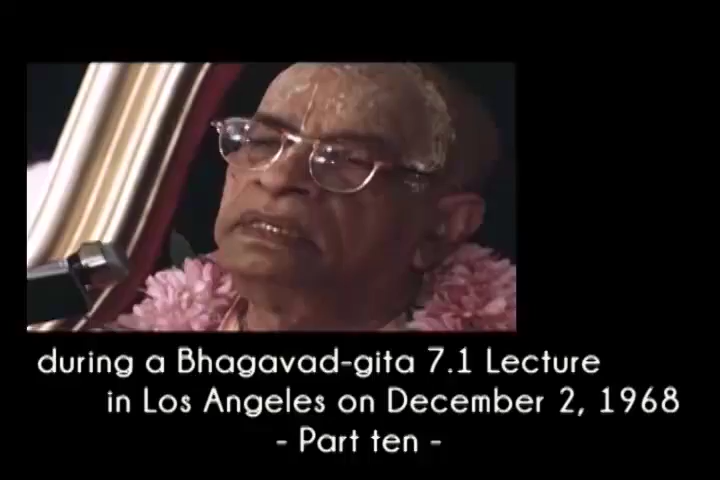 during a Bhagavad-gita 7.1 Lecture
in Los Angeles on December 2, 1968
- Part ten -